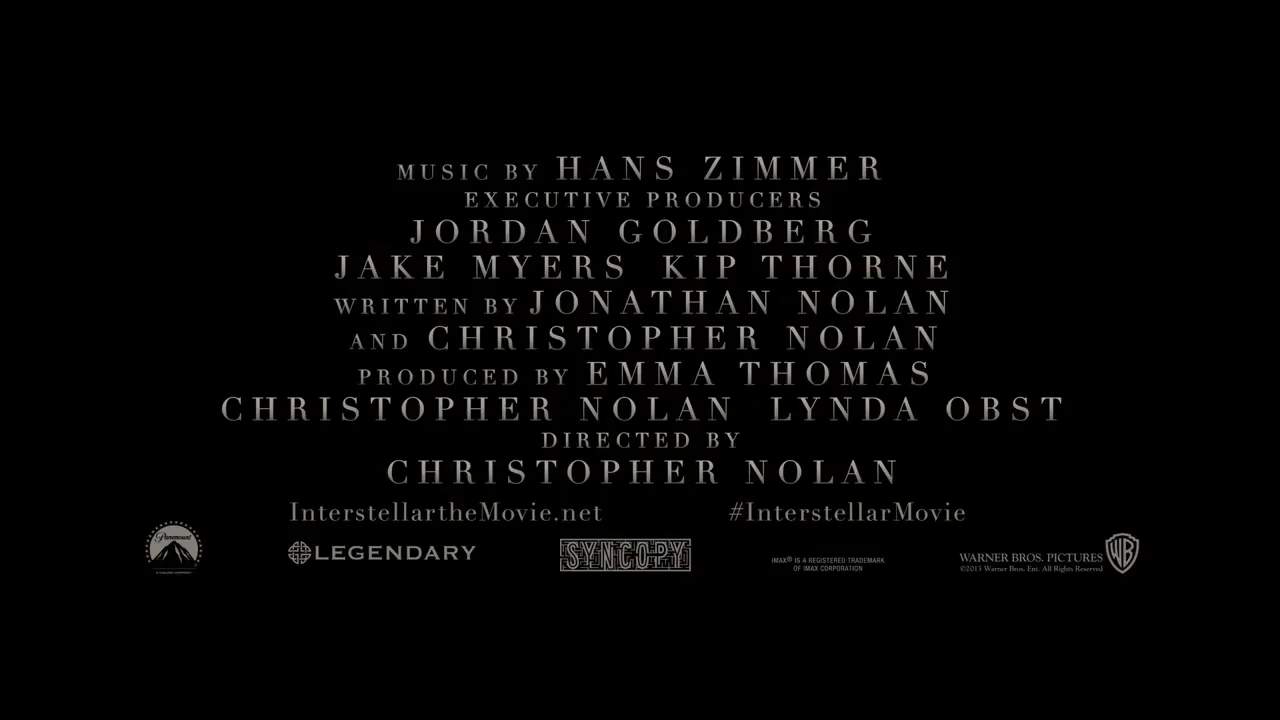 MUSIC BY HANS ZIMMER
EXECUTIVE PRODUCERS
JORDAN GOLDBERG
JAKE MYERS KIP THORNE
WRITTEN BY JONATHAN NOLAN
AND CHRISTOPHER NOLAN
PRODUCED BY EMMA THOMAS
CHRISTOPHER NOLAN LYNDA OBST
DIRECTED BY
CHRISTOPHER NOLAN
InterstellartheMovie.net #InterstellarMovie
Paramount
LEGENDARY
SYNCOPY
IMAX® IS A REGISTERED TRADEMARK
OF IMAX CORPORATION
WARNER BROS. PICTURES
©2013 Warner Bros. Ent. All Rights Reserved
WB